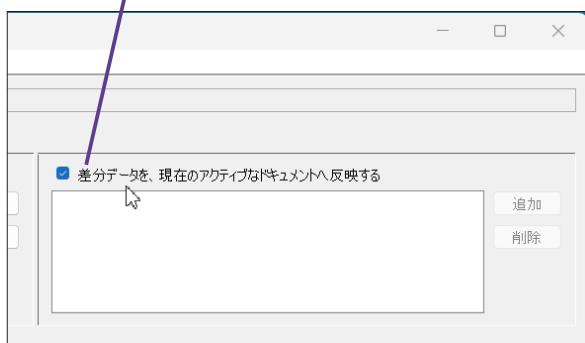 差分データを、現在のアクティブなドキュメントへ反映する
追加
削除